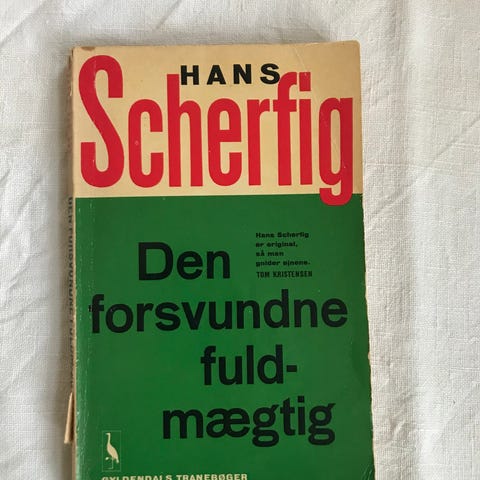 HANS
Scherfig
Hans Scherfig
er original,
så man
gnider øjnene.
TOM KRISTENSEN
Den
forsvundne
fuld-
mægtig
GYLDENDALS TRANEBØGER